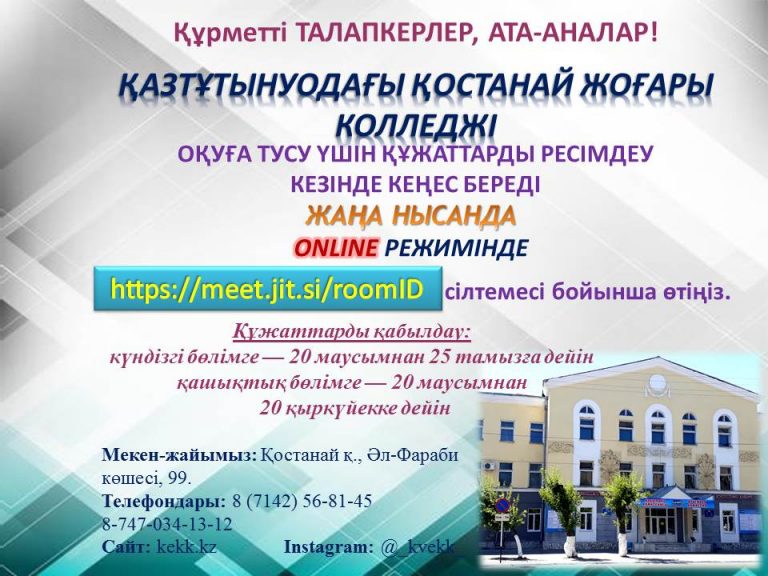 Құрметті ТАЛАПКЕРЛЕР, АТА-АНАЛАР!
ҚАЗТҰТЫНУОДАҒЫ ҚОСТАНАЙ ЖОҒАРЫ
КОЛЛЕДЖІ
ОҚУҒА ТУСУ ҮШІН ҚҰЖАТТАРДЫ РЕСІМДЕУ
КЕЗІНДЕ КЕҢЕС БЕРЕДІ
ЖАҢА НЫСАНДА
ONLINE РЕЖИМІНДЕ
https://meet.jit.si/roomID сілтемесі бойынша өтіңіз.
Құжаттарды қабылдау:
күндізгі бөлімге — 20 маусымнан 25 тамызға дейін
қашықтық бөлімге — 20 маусымнан
20 қыркүйекке дейін
Мекен-жайымыз: Қостанай қ., Әл-Фараби
көшесі, 99.
Телефондары: 8 (7142) 56-81-45
8-747-034-13-12
Сайт: kekk.kz Instagram: @_kvekk